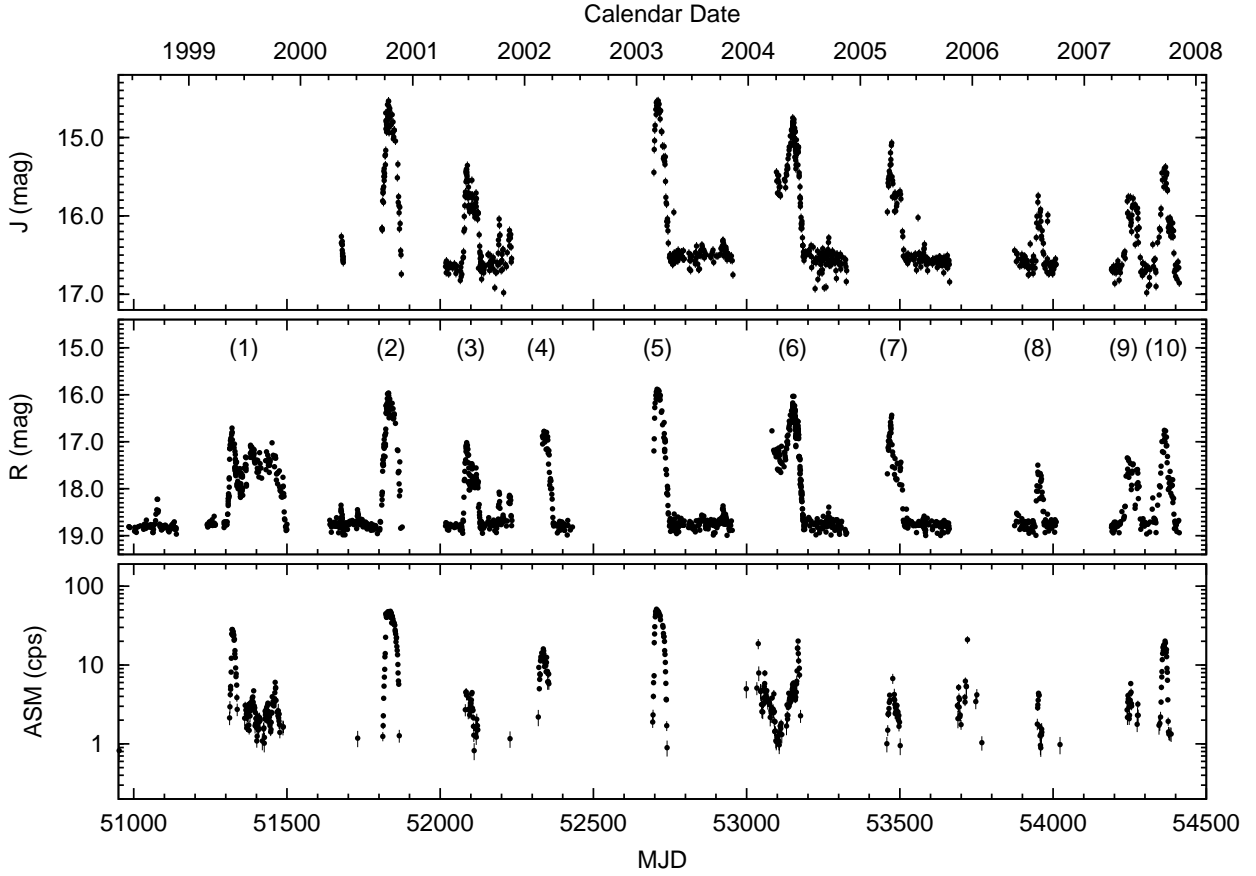 Calendar Date
1999 2000 2001 2002 2003 2004 2005 2006 2007 2008
J (mag)
15.0
16.0
17.0
R (mag)
15.0
16.0
17.0
18.0
19.0
(1) (2) (3) (4) (5) (6) (7) (8) (9) (10)
ASM (cps)
100
10
1
51000 51500 52000 52500 53000 53500 54000 54500
MJD